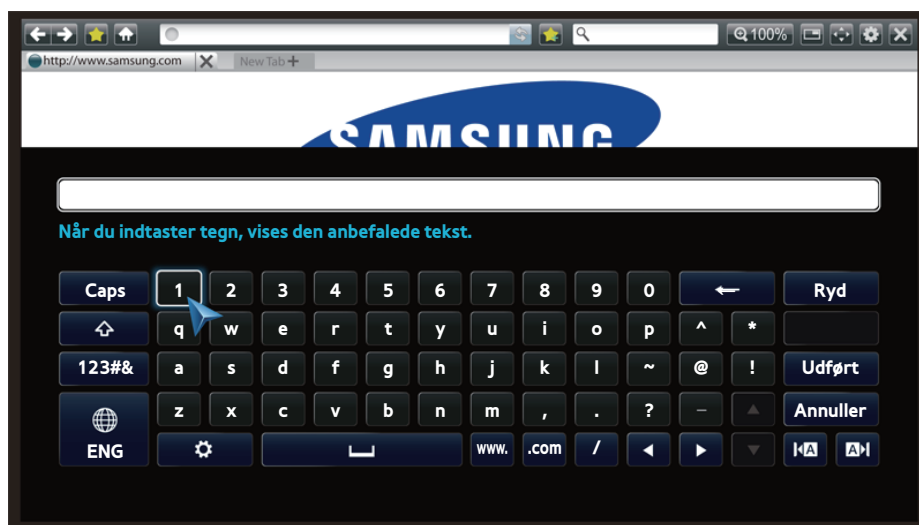 100%
http://www.samsung.com New Tab +
SAMSUNG
Når du indtaster tegn, vises den anbefalede tekst.
Caps 1 2 3 4 5 6 7 8 9 0 ← Ryd
q w e r t y u i o p ^ *
123#& a s d f g h j k l ~ @ ! Udført
z x c v b n m , . ? - Annuller
ENG www. .com / A A